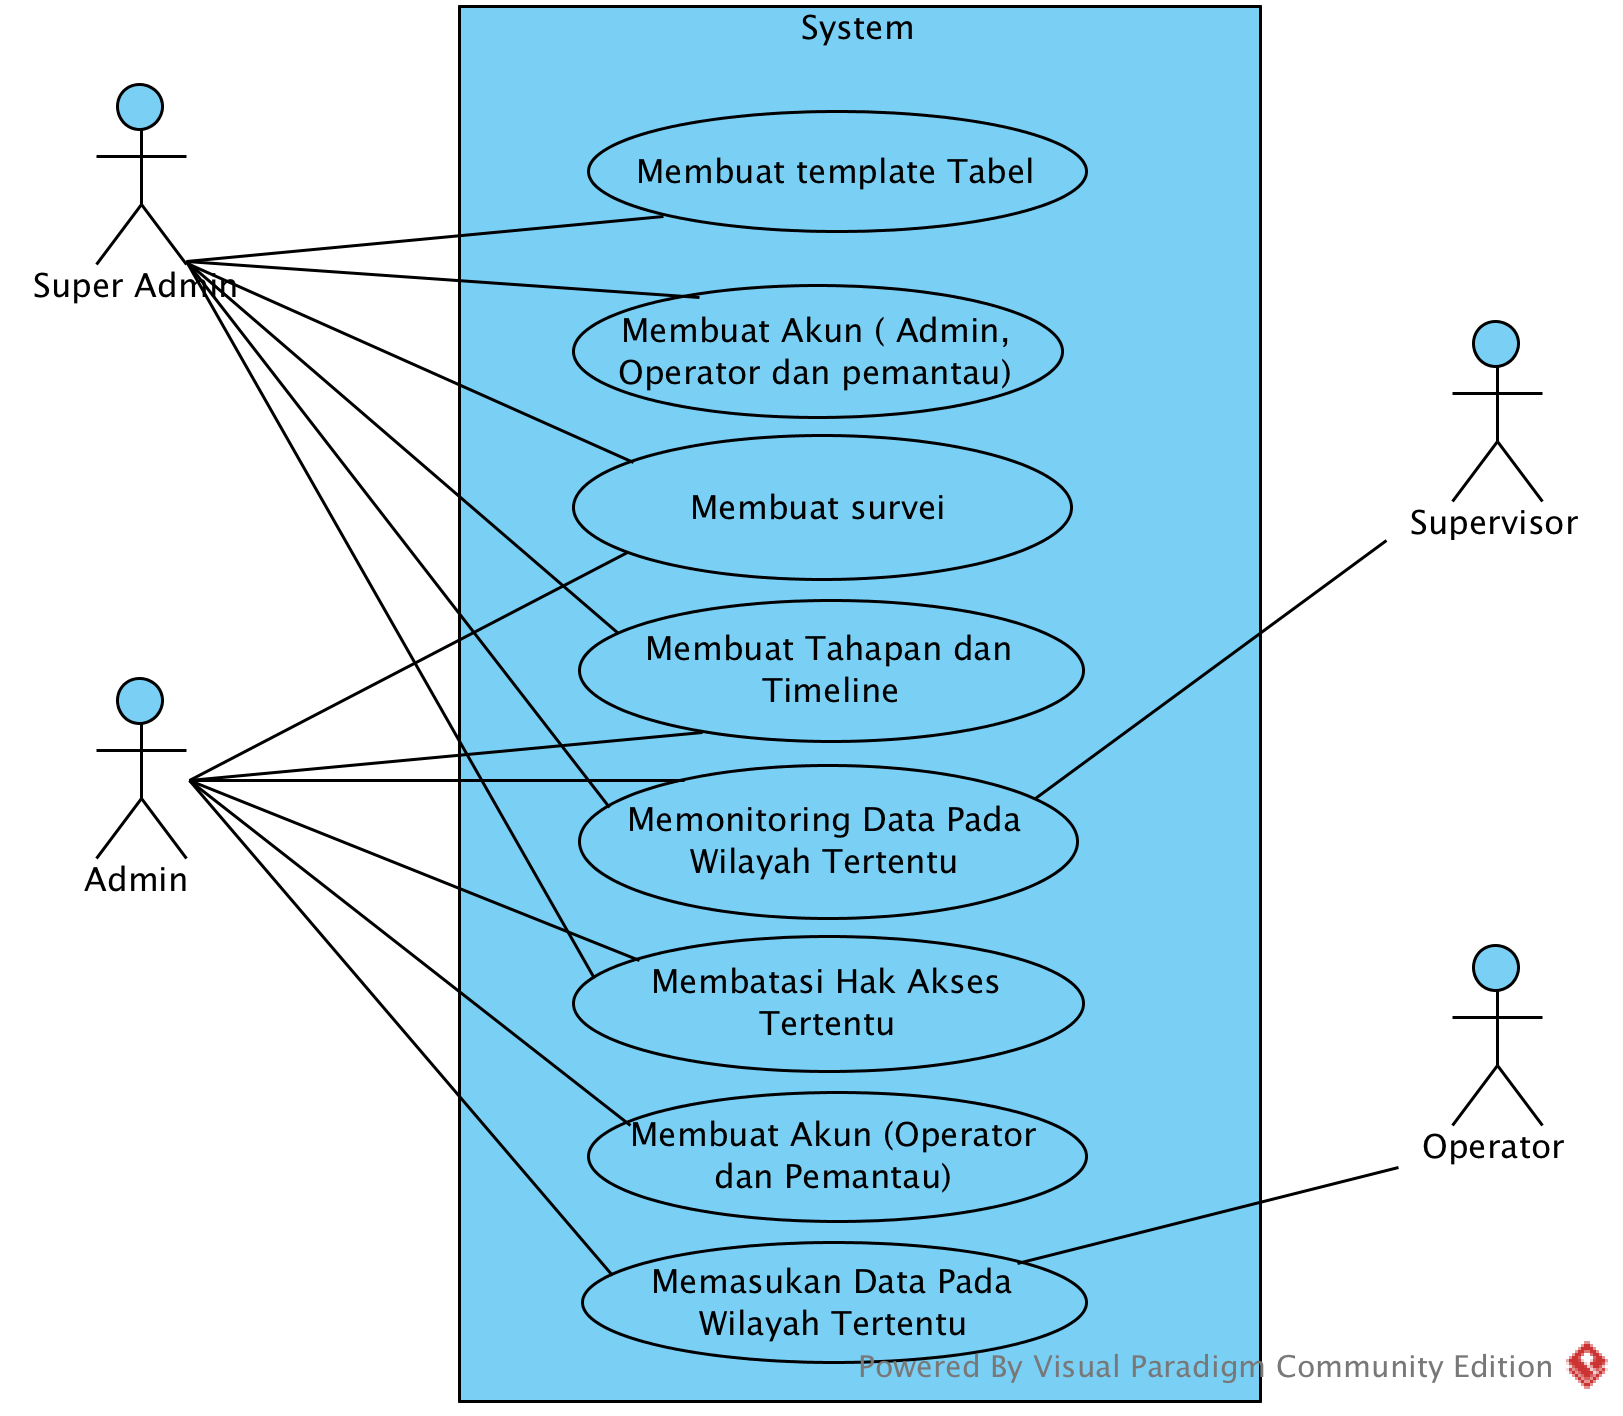 System
Membuat template Tabel
Super Admin
Membuat Akun ( Admin,
Operator dan pemantau)
Membuat survei
Supervisor
Membuat Tahapan dan
Timeline
Memonitoring Data Pada
Wilayah Tertentu
Admin
Membatasi Hak Akses
Tertentu
Membuat Akun (Operator
dan Pemantau)
Operator
Memasukan Data Pada
Wilayah Tertentu
Powered By Visual Paradigm Community Edition